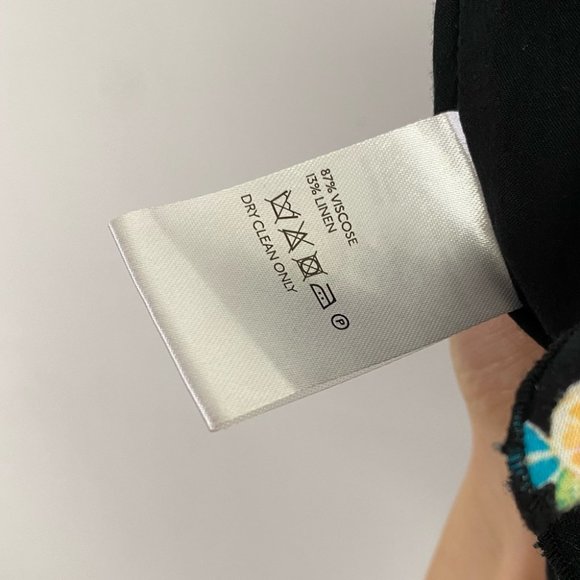 87% VISCOSE
13% LINEN
P
DRY CLEAN ONLY